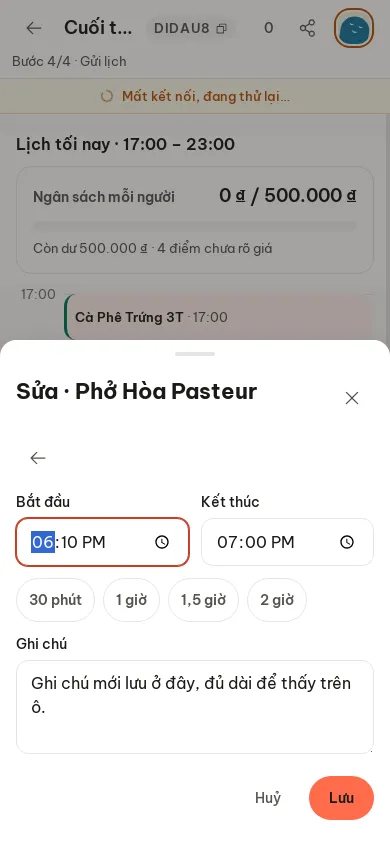 Cuối t...
DIDAU8
0
Bước 4/4 · Gửi lịch
Mất kết nối, đang thử lại...
Lịch tối nay · 17:00 – 23:00
Ngân sách mỗi người
0 ₫ / 500.000 ₫
Còn dư 500.000 ₫ · 4 điểm chưa rõ giá
17:00
Cà Phê Trứng 3T · 17:00
Sửa · Phở Hòa Pasteur
Bắt đầu
Kết thúc
06:10 PM
07:00 PM
30 phút
1 giờ
1,5 giờ
2 giờ
Ghi chú
Ghi chú mới lưu ở đây, đủ dài để thấy trên
ô.
Huỷ
Lưu